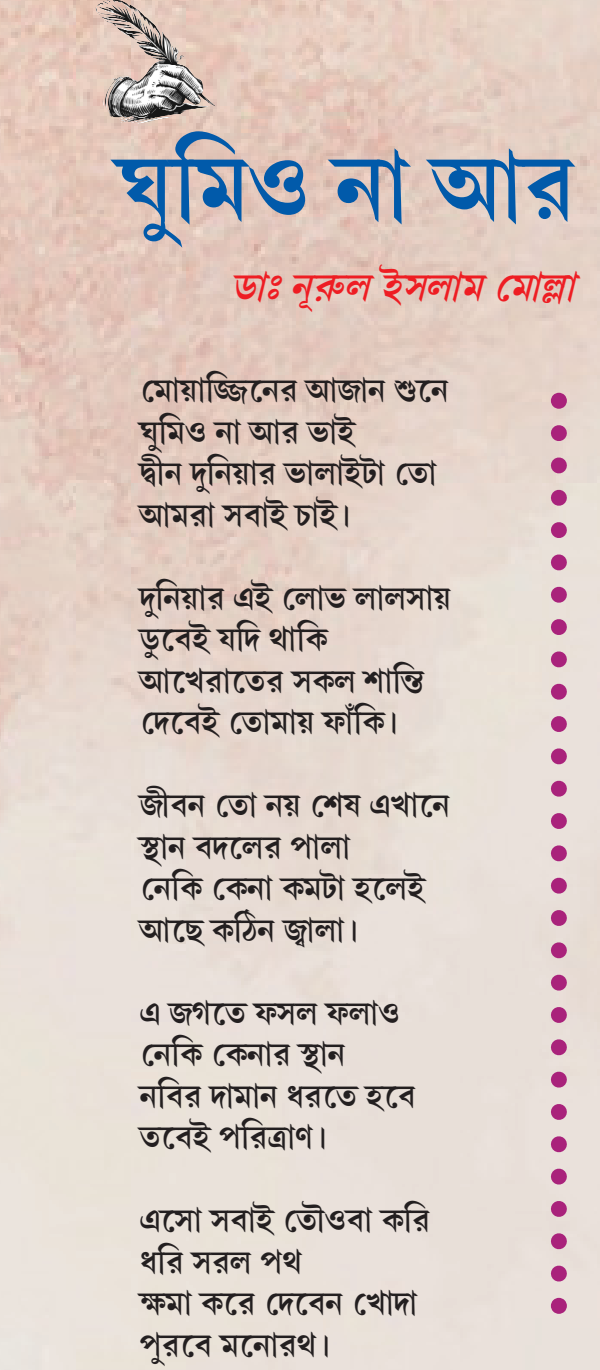 ঘুমিও না আর
ডাঃ নূরুল ইসলাম মোল্লা
মোয়াজ্জিনের আজান শুনে
ঘুমিও না আর ভাই
দ্বীন দুনিয়ার ভালাইটা তো
আমরা সবাই চাই।
দুনিয়ার এই লোভ লালসায়
ডুবেই যদি থাকি
আখেরাতের সকল শান্তি
দেবেই তোমায় ফাঁকি।
জীবন তো নয় শেষ এখানে
স্থান বদলের পালা
নেকি কেনা কমটা হলেই
আছে কঠিন জ্বালা।
এ জগতে ফসল ফলাও
নেকি কেনার স্থান
নবির দামান ধরতে হবে
তবেই পরিত্রাণ।
এসো সবাই তৌওবা করি
ধরি সরল পথ
ক্ষমা করে দেবেন খোদা
পুরবে মনোরথ।